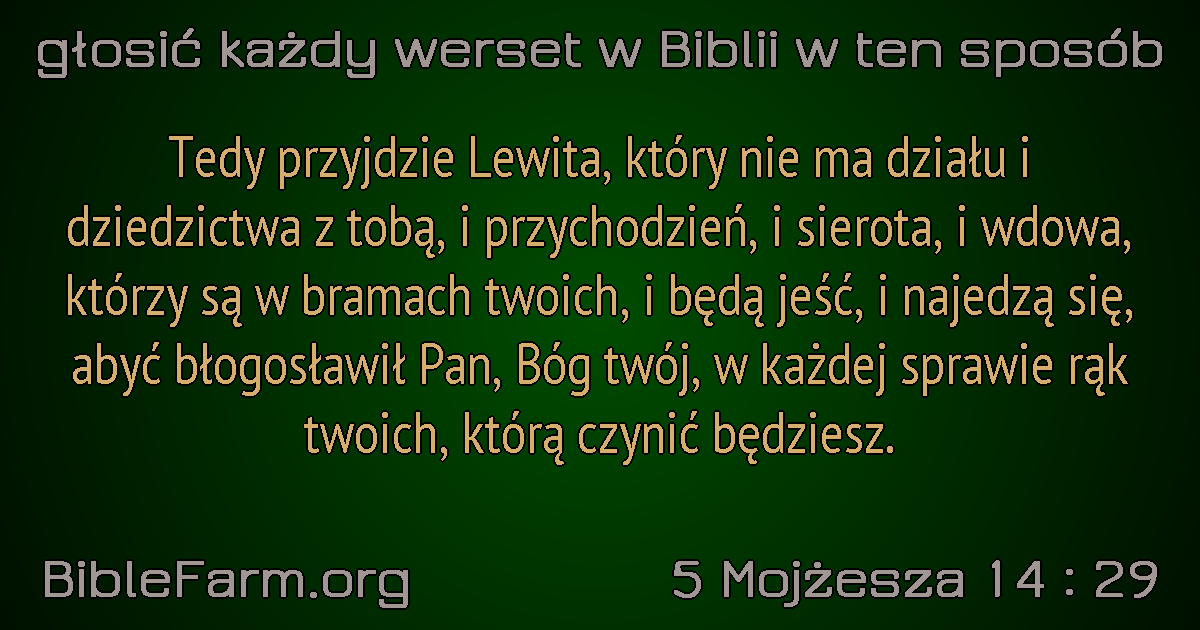 głosić każdy werset w Biblii w ten sposób
Tedy przyjdzie Lewita, który nie ma działu i
dziedzictwa z tobą, i przychodzień, i sierota, i wdowa,
którzy są w bramach twoich, i będą jeść, i najedzą się,
abyć błogosławił Pan, Bóg twój, w każdej sprawie rąk
twoich, którą czynić będziesz.
BibleFarm.org
5 Mojżesza 14 : 29